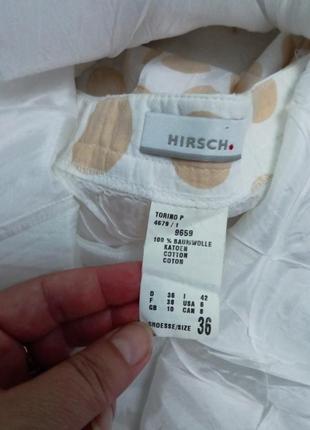 HIRSCH.
TORINO P
4679 / 1
9659
100 % BAUMWOLLE
KATOEN
COTTON
COTON
D 36 I 42
F 38 USA 6
GB 10 CAN 8
GROESSE/SIZE 36